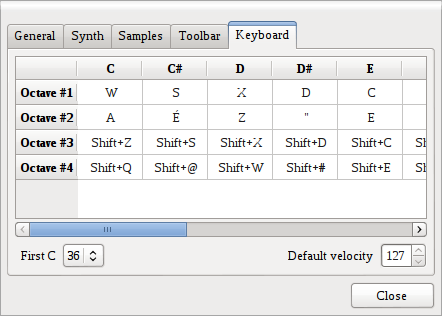 General Synth Samples Toolbar Keyboard
C C# D D# E
Octave #1 W S X D C
Octave #2 A É Z " E
Octave #3 Shift+Z Shift+S Shift+X Shift+D Shift+C Sh
Octave #4 Shift+Q Shift+@ Shift+W Shift+# Shift+E Sh
First C 36 Default velocity 127
Close